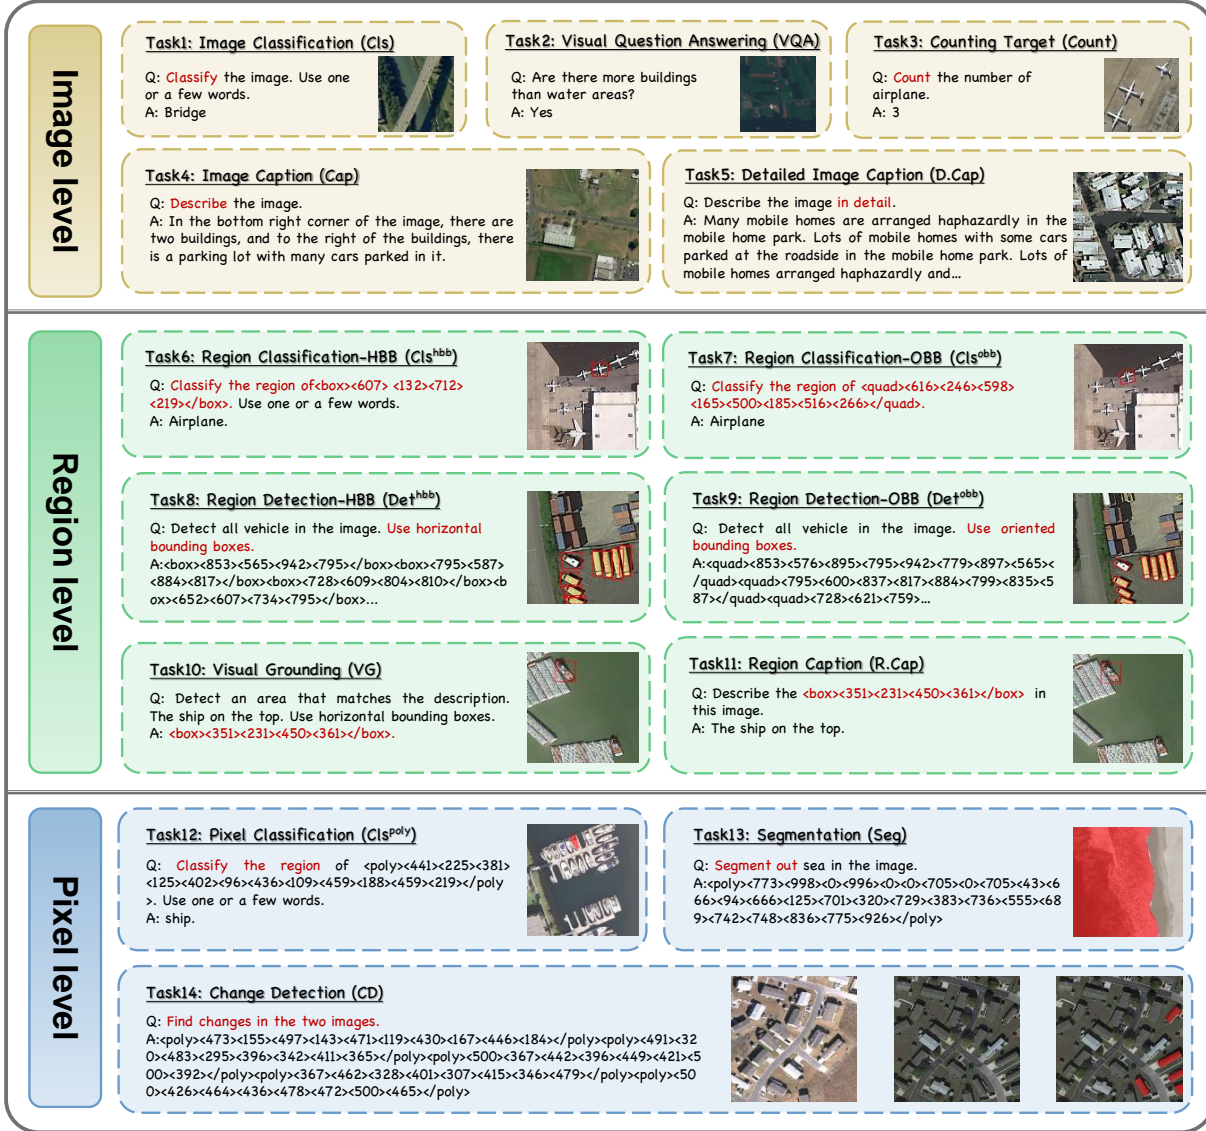 Image level
Task1: Image Classification (Cls)
Q: Classify the image. Use one
or a few words.
A: Bridge
Task2: Visual Question Answering (VQA)
Q: Are there more buildings
than water areas?
A: Yes
Task3: Counting Target (Count)
Q: Count the number of
airplane.
A: 3
Task4: Image Caption (Cap)
Q: Describe the image.
A: In the bottom right corner of the image, there are
two buildings, and to the right of the buildings, there
is a parking lot with many cars parked in it.
Task5: Detailed Image Caption (D.Cap)
Q: Describe the image in detail.
A: Many mobile homes are arranged haphazardly in the
mobile home park. Lots of mobile homes with some cars
parked at the roadside in the mobile home park. Lots of
mobile homes arranged haphazardly and...
Region level
Task6: Region Classification-HBB (Cls^hbb)
Q: Classify the region of<box><607> <132><712>
<219></box>. Use one or a few words.
A: Airplane.
Task7: Region Classification-OBB (Cls^obb)
Q: Classify the region of <quad><616><246><598>
<165><500><185><516><266></quad>.
A: Airplane
Task8: Region Detection-HBB (Det^hbb)
Q: Detect all vehicle in the image. Use horizontal
bounding boxes.
A:<box><853><565><942><795></box><box><795><587>
<884><817></box><box><728><609><804><810></box><b
ox><652><607><734><795></box>...
Task9: Region Detection-OBB (Det^obb)
Q: Detect all vehicle in the image. Use oriented
bounding boxes.
A:<quad><853><576><895><795><942><779><897><565><
/quad><quad><795><600><837><817><884><799><835><5
87></quad><quad><728><621><759>...
Task10: Visual Grounding (VG)
Q: Detect an area that matches the description.
The ship on the top. Use horizontal bounding boxes.
A: <box><351><231><450><361></box>.
Task11: Region Caption (R.Cap)
Q: Describe the <box><351><231><450><361></box> in
this image.
A: The ship on the top.
Pixel level
Task12: Pixel Classification (Cls^poly)
Q: Classify the region of <poly><441><225><381>
<125><402><96><436><109><459><188><459><219></poly
>. Use one or a few words.
A: ship.
Task13: Segmentation (Seg)
Q: Segment out sea in the image.
A:<poly><773><998><0><996><0><0><705><0><705><43><6
66><94><666><125><701><320><729><383><736><555><68
9><742><748><836><775><926></poly>
Task14: Change Detection (CD)
Q: Find changes in the two images.
A:<poly><473><155><497><143><471><119><430><167><446><184></poly><poly><491><32
0><483><295><396><342><411><365></poly><poly><500><367><442><396><449><421><5
00><392></poly><poly><367><462><328><401><307><415><346><479></poly><poly><50
0><426><464><436><478><472><500><465></poly>